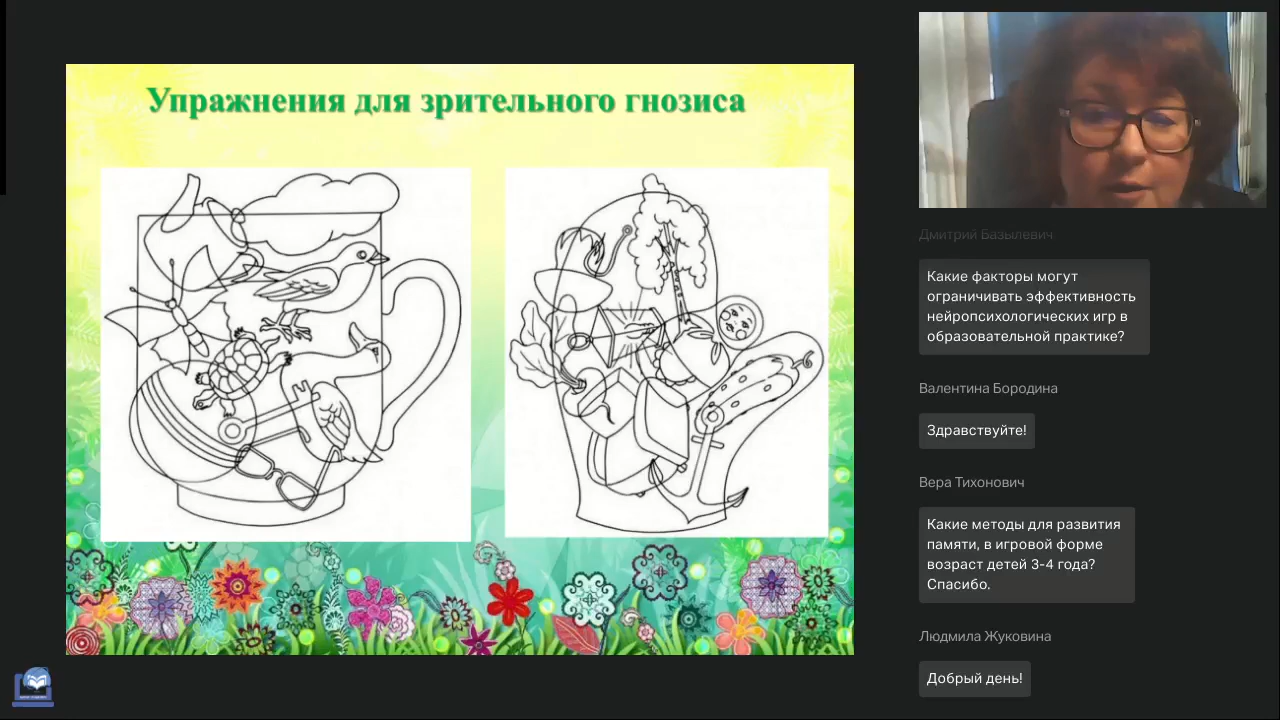 Упражнения для зрительного гнозиса
Дмитрий Базылевич
Какие факторы могут
ограничивать эффективность
нейропсихологических игр в
образовательной практике?
Валентина Бородина
Здравствуйте!
Вера Тихонович
Какие методы для развития
памяти, в игровой форме
возраст детей 3-4 года?
Спасибо.
Людмила Жуковина
Добрый день!